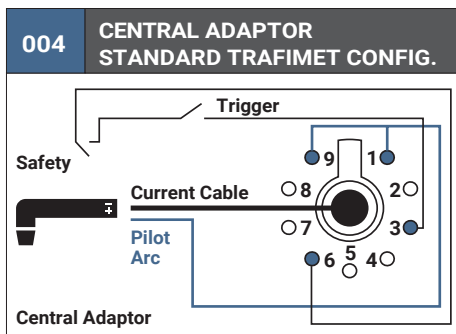 004
CENTRAL ADAPTOR
STANDARD TRAFIMET CONFIG.
Trigger
Safety
9
1
8
2
Current Cable
7
3
Pilot
Arc
6
5
4
Central Adaptor